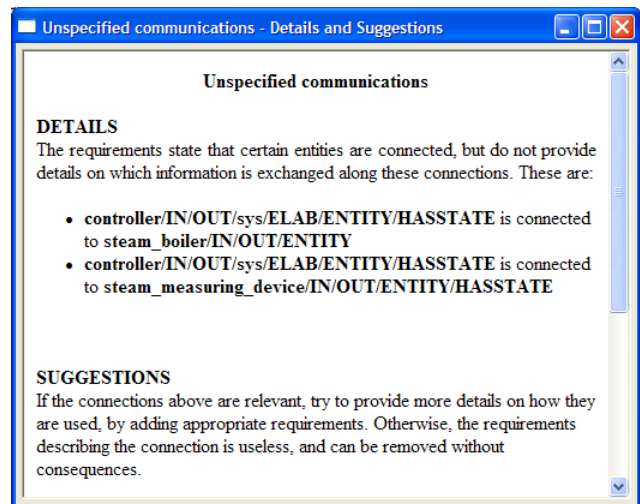 Unspecified communications - Details and Suggestions
Unspecified communications
DETAILS
The requirements state that certain entities are connected, but do not provide
details on which information is exchanged along these connections. These are:
• controller/IN/OUT/sys/ELAB/ENTITY/HASSTATE is connected
to steam_boiler/IN/OUT/ENTITY
• controller/IN/OUT/sys/ELAB/ENTITY/HASSTATE is connected
to steam_measuring_device/IN/OUT/ENTITY/HASSTATE
SUGGESTIONS
If the connections above are relevant, try to provide more details on how they
are used, by adding appropriate requirements. Otherwise, the requirements
describing the connection is useless, and can be removed without
consequences.